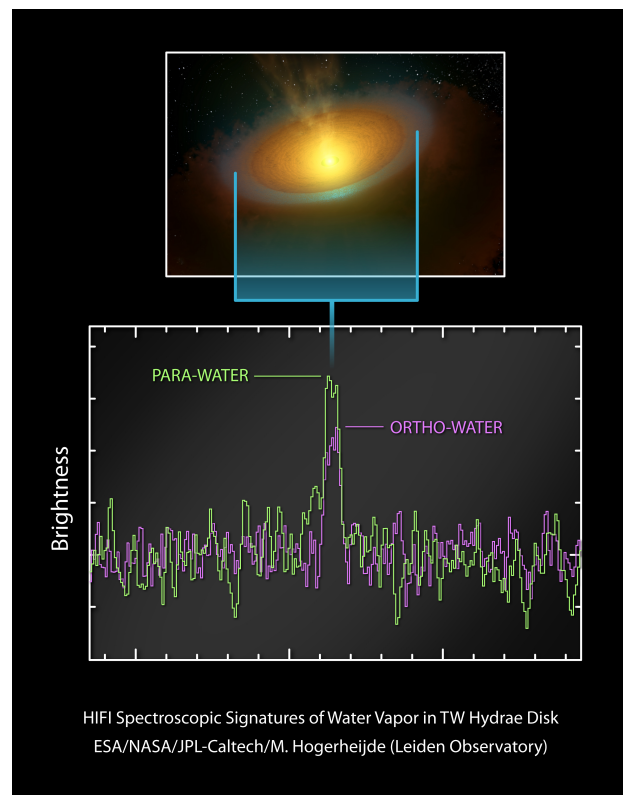 PARA-WATER
ORTHO-WATER
Brightness
HIFI Spectroscopic Signatures of Water Vapor in TW Hydrae Disk
ESA/NASA/JPL-Caltech/M. Hogerheijde (Leiden Observatory)